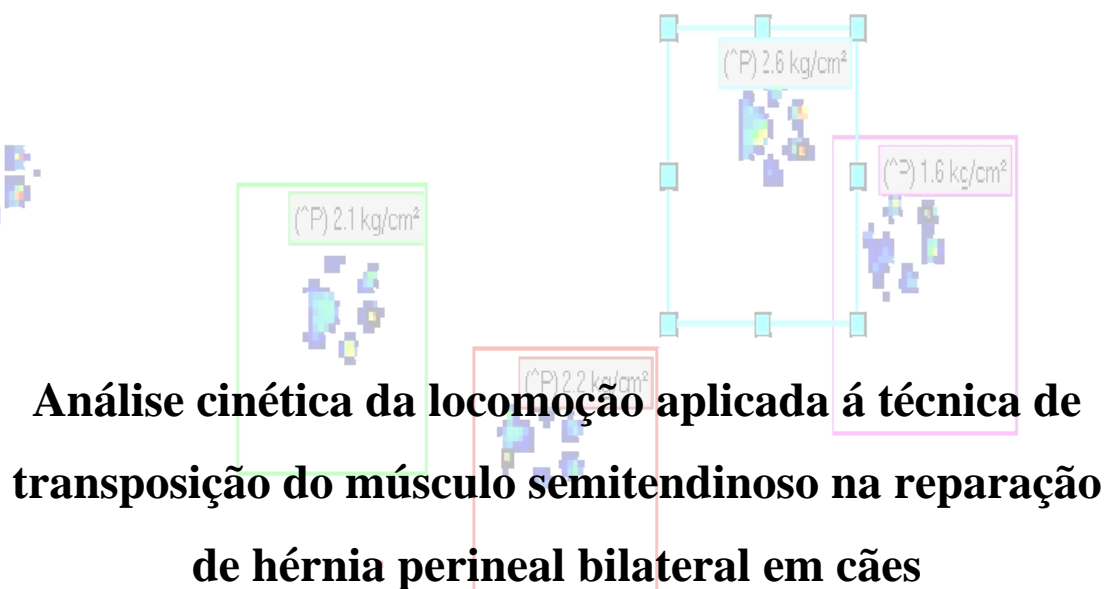 (^P) 2.6 kg/cm²
(^P) 1.6 kg/cm²
(^P) 2.1 kg/cm²
(^P) 2.2 kg/cm²
Análise cinética da locomoção aplicada á técnica de
transposição do músculo semitendinoso na reparação
de hérnia perineal bilateral em cães